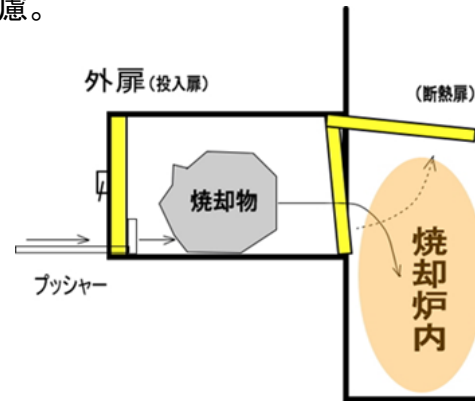 慮。
外扉(投入扉)
(断熱扉)
焼却物
焼却炉内
プッシャー